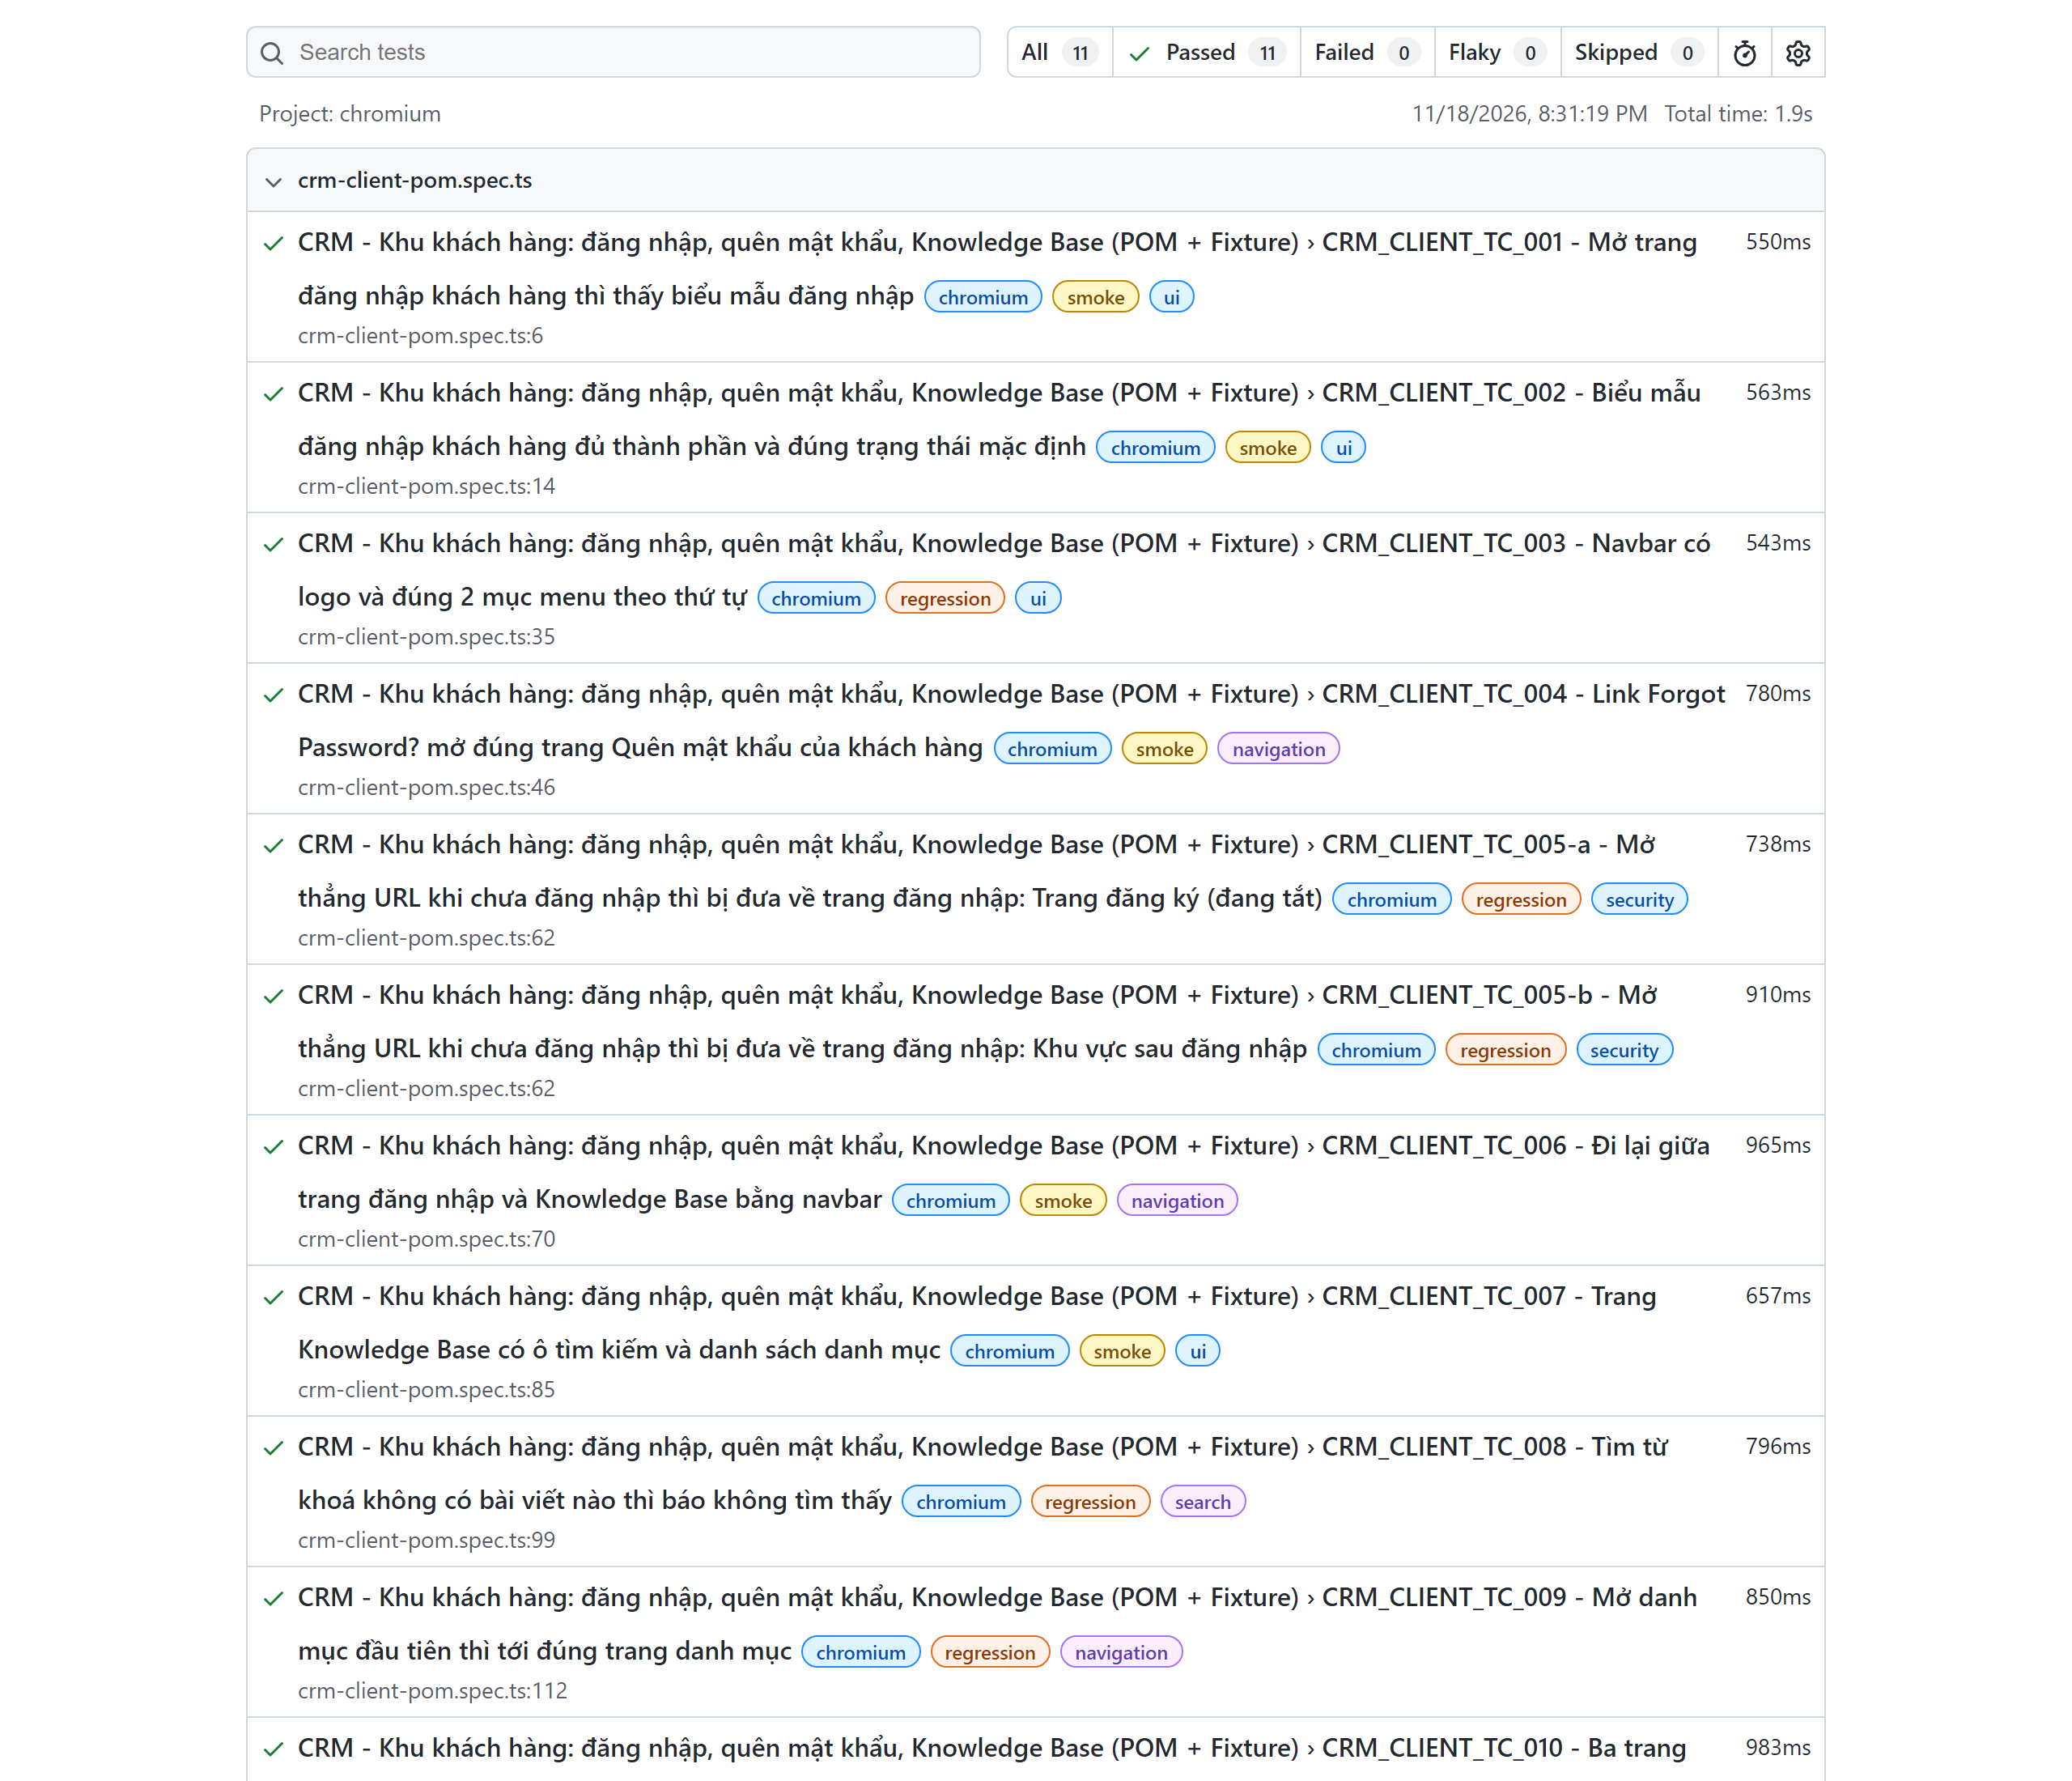 Search tests
All 11 Passed 11 Failed 0 Flaky 0 Skipped 0
Project: chromium
11/18/2026, 8:31:19 PM Total time: 1.9s
crm-client-pom.spec.ts
CRM - Khu khách hàng: đăng nhập, quên mật khẩu, Knowledge Base (POM + Fixture) › CRM_CLIENT_TC_001 - Mở trang 550ms
đăng nhập khách hàng thì thấy biểu mẫu đăng nhập chromium smoke ui
crm-client-pom.spec.ts:6
CRM - Khu khách hàng: đăng nhập, quên mật khẩu, Knowledge Base (POM + Fixture) › CRM_CLIENT_TC_002 - Biểu mẫu 563ms
đăng nhập khách hàng đủ thành phần và đúng trạng thái mặc định chromium smoke ui
crm-client-pom.spec.ts:14
CRM - Khu khách hàng: đăng nhập, quên mật khẩu, Knowledge Base (POM + Fixture) › CRM_CLIENT_TC_003 - Navbar có 543ms
logo và đúng 2 mục menu theo thứ tự chromium regression ui
crm-client-pom.spec.ts:35
CRM - Khu khách hàng: đăng nhập, quên mật khẩu, Knowledge Base (POM + Fixture) › CRM_CLIENT_TC_004 - Link Forgot 780ms
Password? mở đúng trang Quên mật khẩu của khách hàng chromium smoke navigation
crm-client-pom.spec.ts:46
CRM - Khu khách hàng: đăng nhập, quên mật khẩu, Knowledge Base (POM + Fixture) › CRM_CLIENT_TC_005-a - Mở 738ms
thẳng URL khi chưa đăng nhập thì bị đưa về trang đăng nhập: Trang đăng ký (đang tắt) chromium regression security
crm-client-pom.spec.ts:62
CRM - Khu khách hàng: đăng nhập, quên mật khẩu, Knowledge Base (POM + Fixture) › CRM_CLIENT_TC_005-b - Mở 910ms
thẳng URL khi chưa đăng nhập thì bị đưa về trang đăng nhập: Khu vực sau đăng nhập chromium regression security
crm-client-pom.spec.ts:62
CRM - Khu khách hàng: đăng nhập, quên mật khẩu, Knowledge Base (POM + Fixture) › CRM_CLIENT_TC_006 - Đi lại giữa 965ms
trang đăng nhập và Knowledge Base bằng navbar chromium smoke navigation
crm-client-pom.spec.ts:70
CRM - Khu khách hàng: đăng nhập, quên mật khẩu, Knowledge Base (POM + Fixture) › CRM_CLIENT_TC_007 - Trang 657ms
Knowledge Base có ô tìm kiếm và danh sách danh mục chromium smoke ui
crm-client-pom.spec.ts:85
CRM - Khu khách hàng: đăng nhập, quên mật khẩu, Knowledge Base (POM + Fixture) › CRM_CLIENT_TC_008 - Tìm từ 796ms
khoá không có bài viết nào thì báo không tìm thấy chromium regression search
crm-client-pom.spec.ts:99
CRM - Khu khách hàng: đăng nhập, quên mật khẩu, Knowledge Base (POM + Fixture) › CRM_CLIENT_TC_009 - Mở danh 850ms
mục đầu tiên thì tới đúng trang danh mục chromium regression navigation
crm-client-pom.spec.ts:112
CRM - Khu khách hàng: đăng nhập, quên mật khẩu, Knowledge Base (POM + Fixture) › CRM_CLIENT_TC_010 - Ba trang 983ms